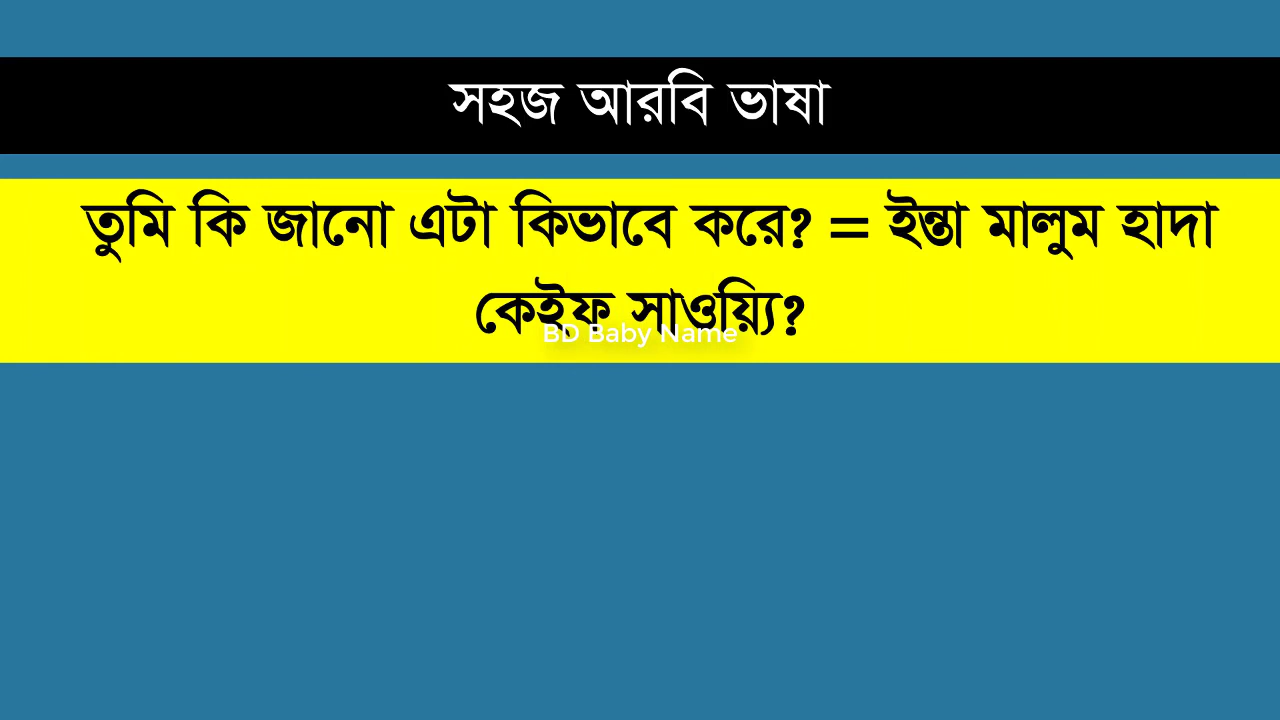 সহজ আরবি ভাষা
তুমি কি জানো এটা কিভাবে করে? = ইন্তা মালুম হাদা
কেইফ সাওয়্যি?
BD Baby Name